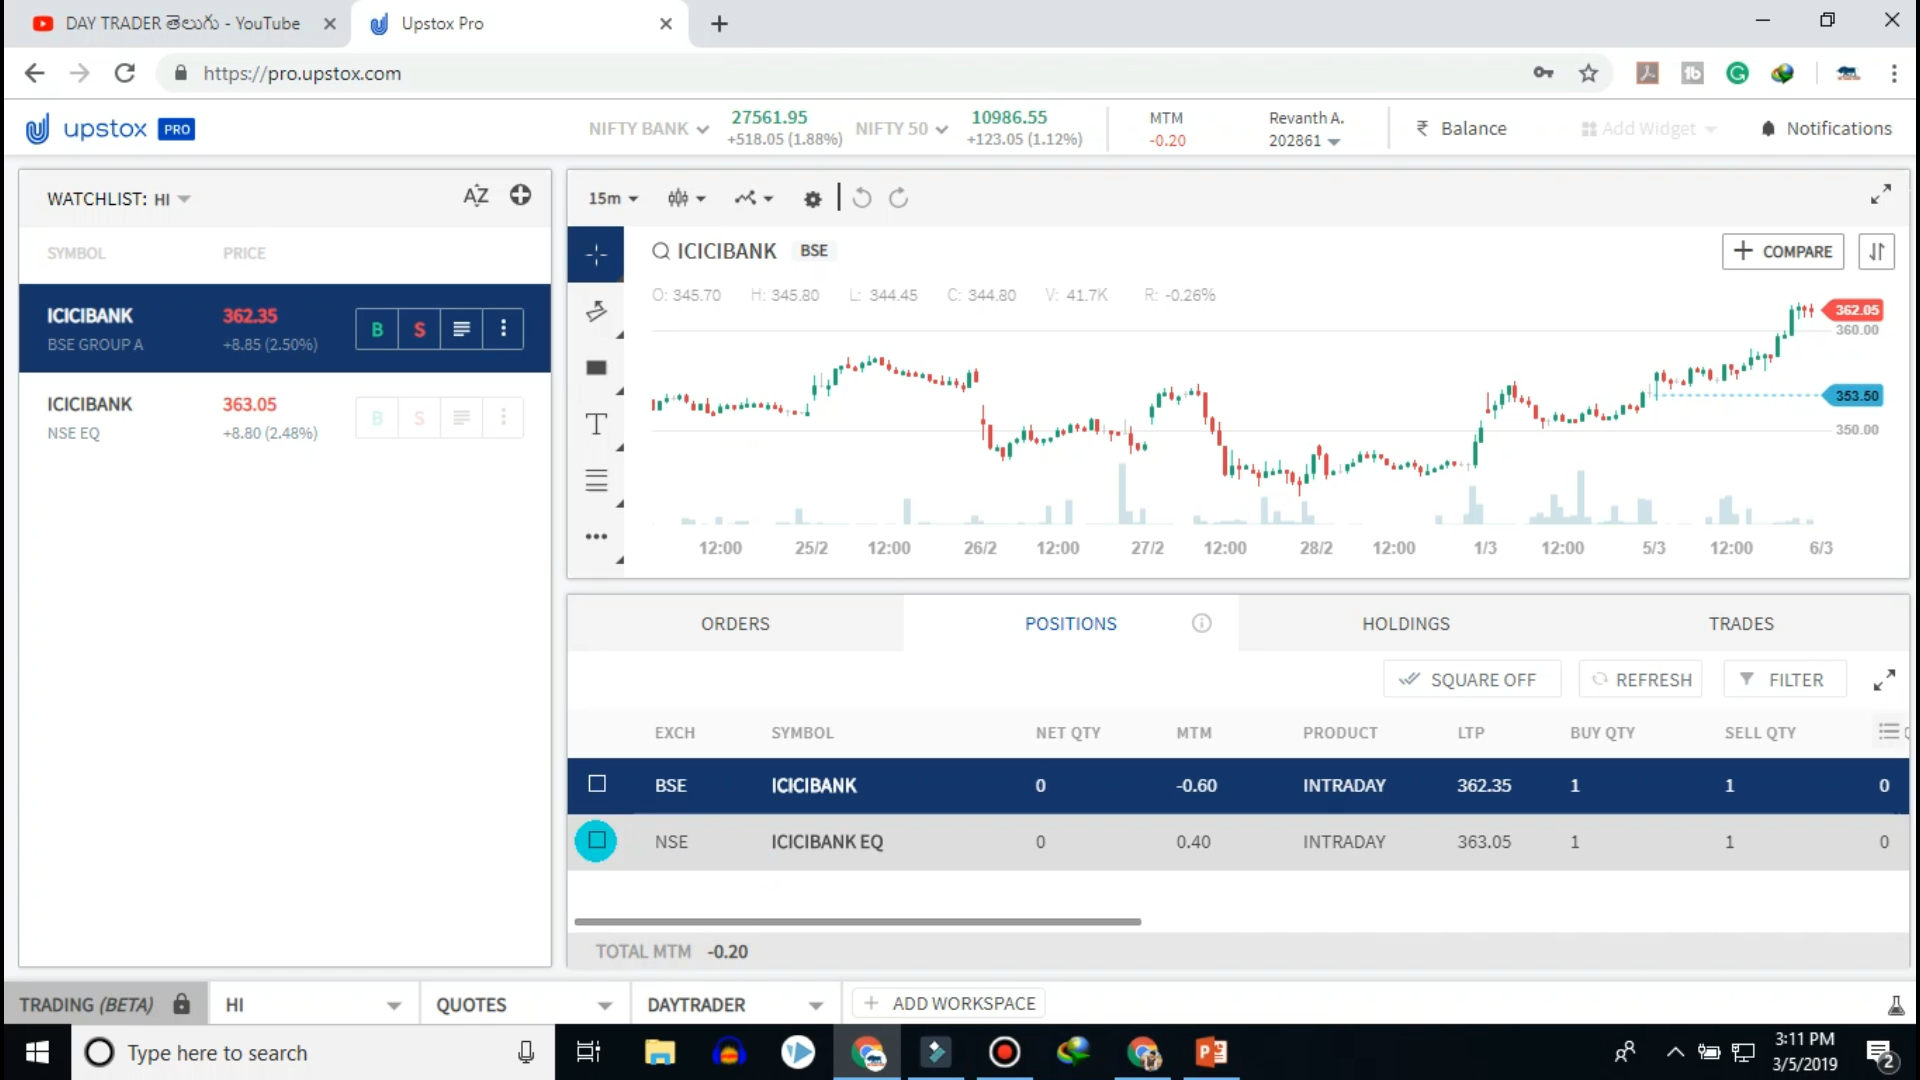 DAY TRADER తెలుగు - YouTube
Upstox Pro
https://pro.upstox.com
upstox PRO
NIFTY BANK 27561.95 +518.05 (1.88%)
NIFTY 50 10986.55 +123.05 (1.12%)
MTM -0.20
Revanth A. 202861
₹ Balance
Add Widget
Notifications
WATCHLIST: HI
AZ
SYMBOL PRICE
ICICIBANK 362.35 B S
BSE GROUP A +8.85 (2.50%)
ICICIBANK 363.05 B S
NSE EQ +8.80 (2.48%)
15m
ICICIBANK BSE
COMPARE
O: 345.70 H: 345.80 L: 344.45 C: 344.80 V: 41.7K R: -0.26%
T
362.05
360.00
353.50
350.00
12:00 25/2 12:00 26/2 12:00 27/2 12:00 28/2 12:00 1/3 12:00 5/3 12:00 6/3
ORDERS POSITIONS HOLDINGS TRADES
SQUARE OFF REFRESH FILTER
EXCH SYMBOL NET QTY MTM PRODUCT LTP BUY QTY SELL QTY
BSE ICICIBANK 0 -0.60 INTRADAY 362.35 1 1 0
NSE ICICIBANK EQ 0 0.40 INTRADAY 363.05 1 1 0
TOTAL MTM -0.20
TRADING (BETA) HI QUOTES DAYTRADER + ADD WORKSPACE
Type here to search
3:11 PM
3/5/2019
2